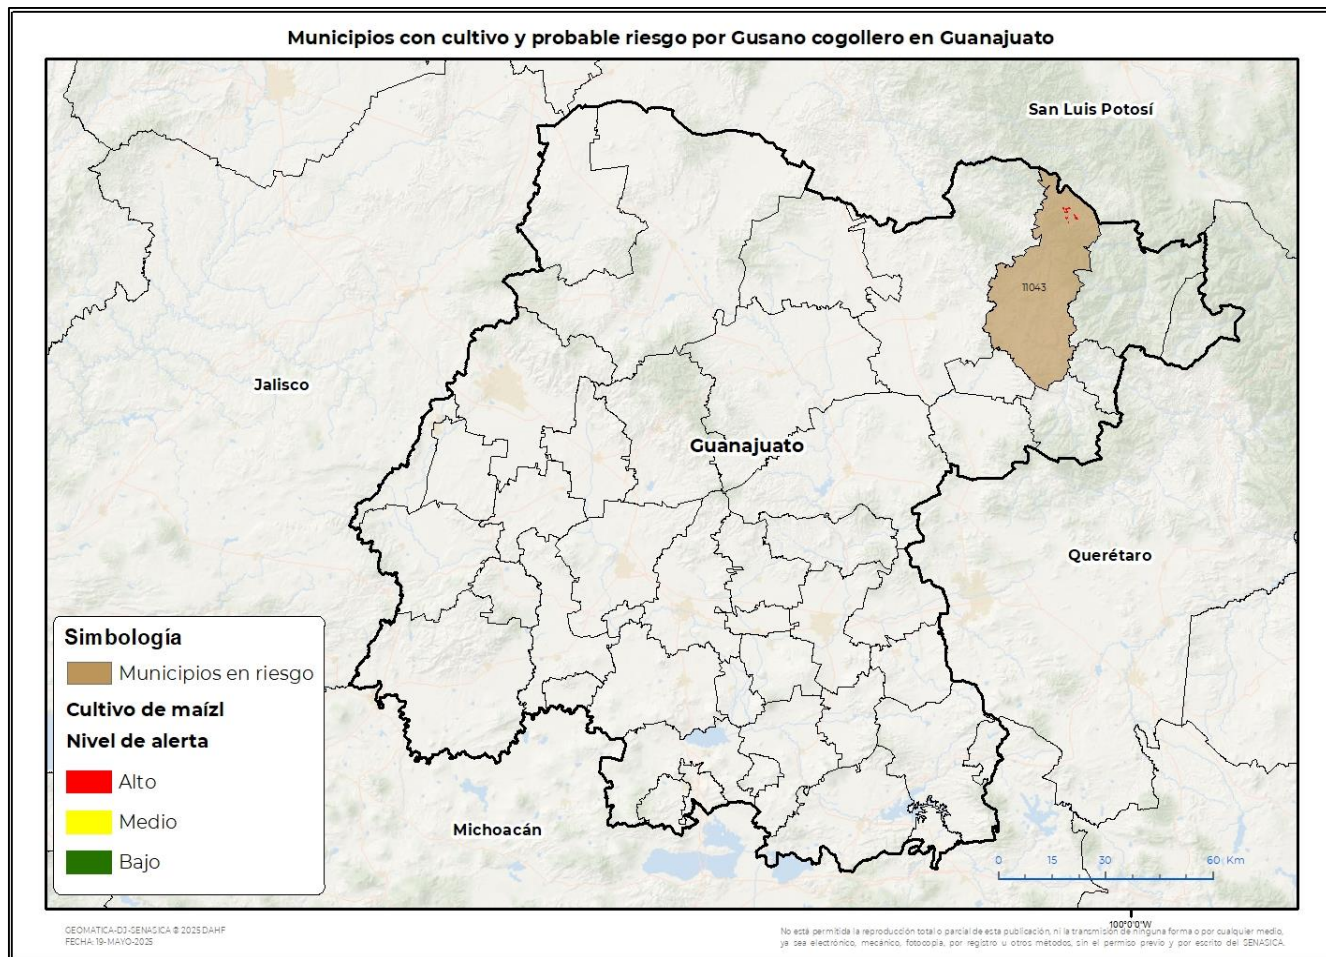 Municipios con cultivo y probable riesgo por Gusano cogollero en Guanajuato
San Luis Potosí
11043
Jalisco
Guanajuato
Querétaro
Simbología
Municipios en riesgo
Cultivo de maízl
Nivel de alerta
Alto
Medio
Bajo
Michoacán
0 15 30 60 Km
100°0'0"W
GEOMATICA-DJ-SENASICA © 2025 DAHF
FECHA: 19-MAYO-2025
No está permitida la reproducción total o parcial de esta publicación, ni la transmisión de ninguna forma o por cualquier medio,
ya sea electrónico, mecánico, fotocopia, por registro u otros métodos, sin el permiso previo y por escrito del SENASICA.